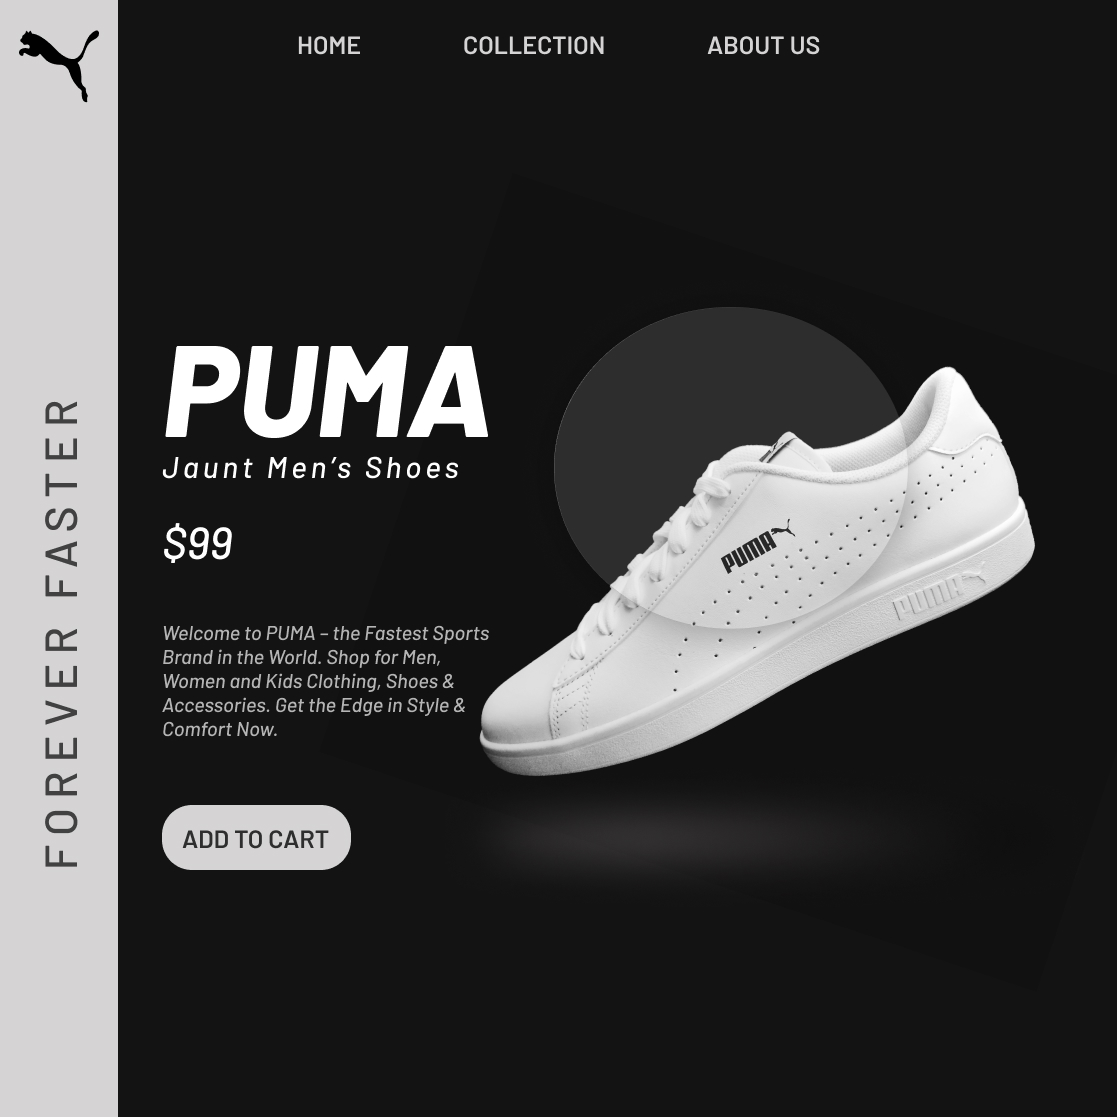 HOME
COLLECTION
ABOUT US
FOREVER FASTER
PUMA
Jaunt Men’s Shoes
$99
Welcome to PUMA – the Fastest Sports
Brand in the World. Shop for Men,
Women and Kids Clothing, Shoes &
Accessories. Get the Edge in Style &
Comfort Now.
ADD TO CART
PUMA
PUMA